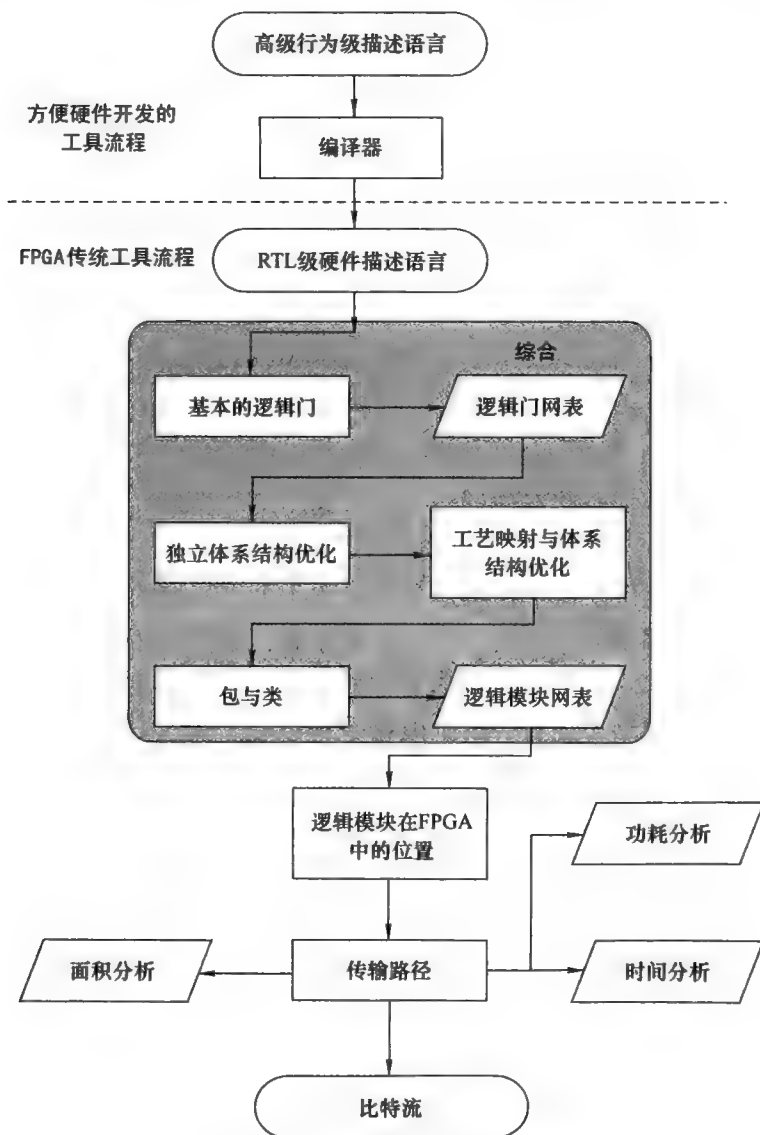 高级行为级描述语言
方便硬件开发的
工具流程
编译器
FPGA传统工具流程
RTL级硬件描述语言
综合
基本的逻辑门
逻辑门网表
独立体系结构优化
工艺映射与体系
结构优化
包与类
逻辑模块网表
逻辑模块在FPGA
中的位置
功耗分析
面积分析
传输路径
时间分析
比特流